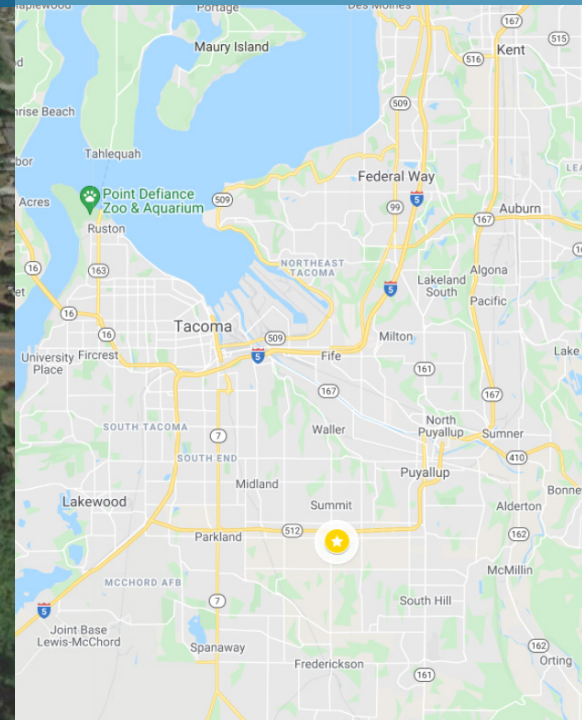 Maplewood
Portage
Des Moines
167
Maury Island
Kent
515
516
509
Tahlequah
Federal Way
Point Defiance
Zoo & Aquarium
509
99
5
167
Auburn
Acres
Ruston
NORTHEAST
TACOMA
Algona
16
163
5
Lakeland
South
Pacific
16
Tacoma
16
509
Milton
5
Fife
Lake
University
Place
Fircrest
161
167
167
SOUTH TACOMA
7
Waller
North
Puyallup
Sumner
SOUTH END
410
Midland
Puyallup
Lakewood
Summit
Alderton
Parkland
512
162
McMillin
MCCHORD AFB
7
South Hill
5
Joint Base
Lewis-McChord
Spanaway
162
Orting
Frederickson
161